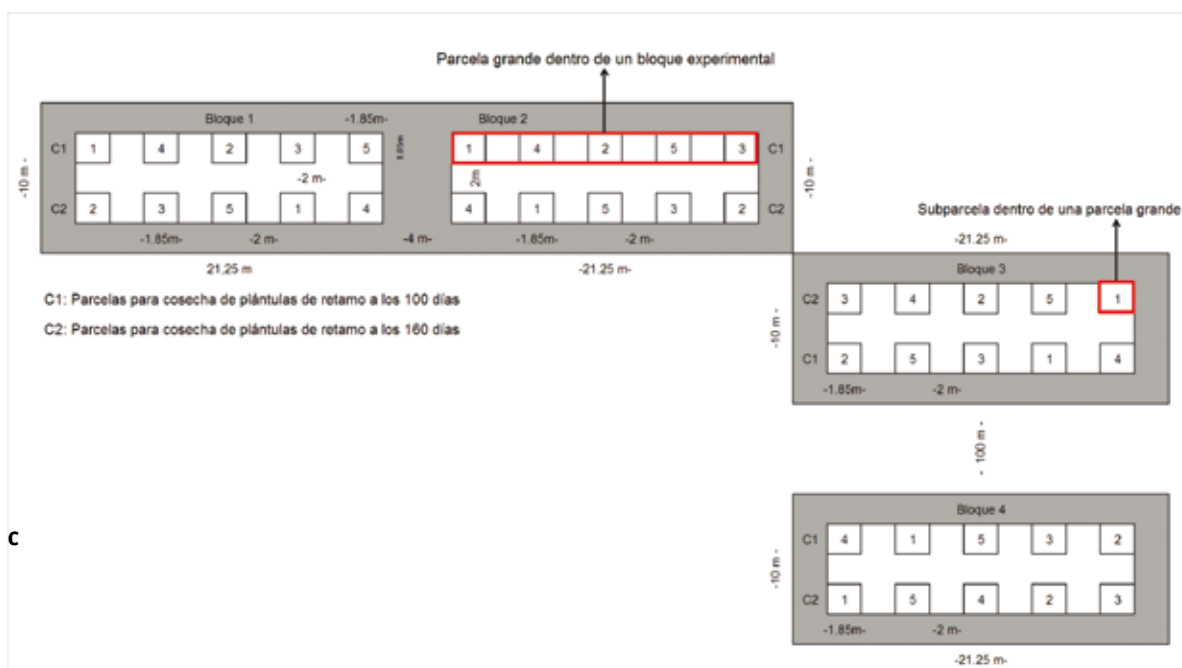 Parcela grande dentro de un bloque experimental
Bloque 1 -1.85m- Bloque 2
C1 1 4 2 3 5 1.85m 1 4 2 5 3 C1
-10 m - -2 m- 2m -10 m -
C2 2 3 5 1 4 4 1 5 3 2 C2
-1.85m- -2 m- -4 m- -1.85m- -2 m-
21.25 m -21.25 m-
Subparcela dentro de una parcela grande
-21.25 m-
Bloque 3
C2 3 4 2 5 1
-10 m -
C1 2 5 3 1 4
-1.85m- -2 m-
C1: Parcelas para cosecha de plántulas de retamo a los 100 días
C2: Parcelas para cosecha de plántulas de retamo a los 160 días
- 100 m -
c
Bloque 4
C1 4 1 5 3 2
-10 m -
C2 1 5 4 2 3
-1.85m- -2 m-
-21.25 m-